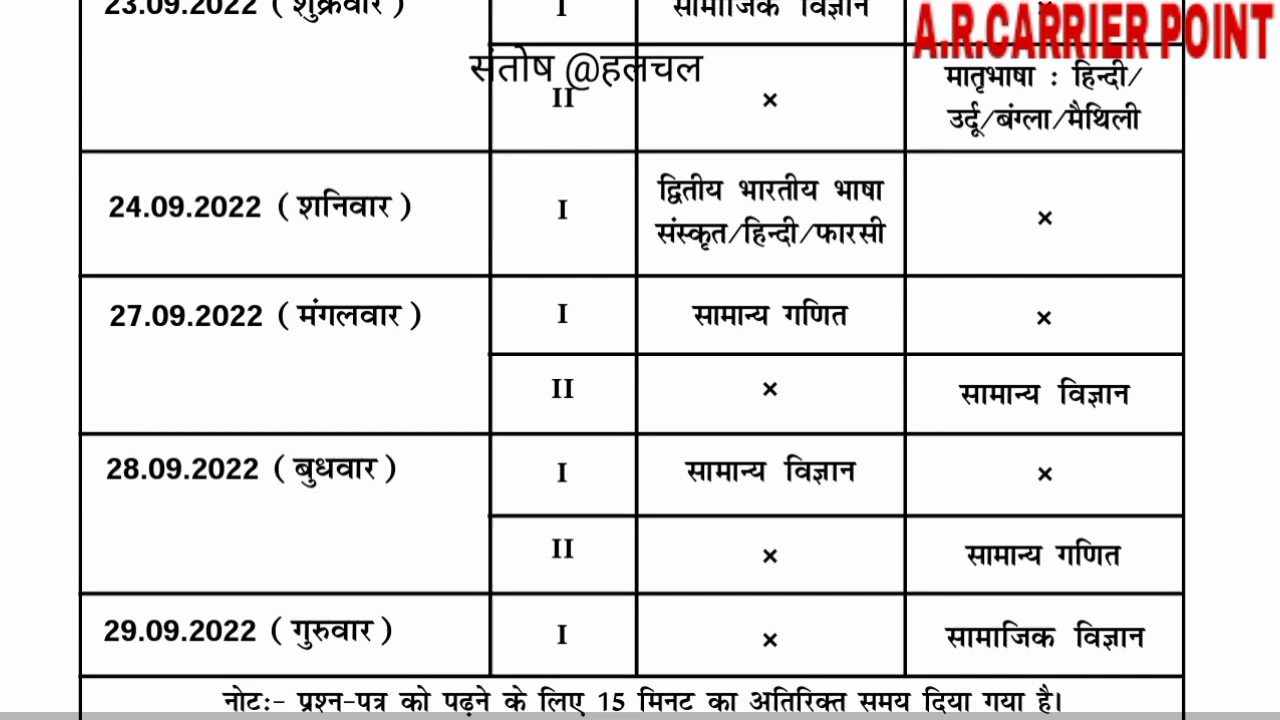 23.09.2022 ( शुक्रवार )
I
सामाजिक विज्ञान
×
A.R.CARRIER POINT
संतोष @हलचल
II
×
मातृभाषा : हिन्दी/
उर्दू/बंग्ला/मैथिली
24.09.2022 ( शनिवार )
I
द्वितीय भारतीय भाषा
संस्कृत/हिन्दी/फारसी
×
27.09.2022 ( मंगलवार )
I
सामान्य गणित
×
II
×
सामान्य विज्ञान
28.09.2022 ( बुधवार )
I
सामान्य विज्ञान
×
II
×
सामान्य गणित
29.09.2022 ( गुरुवार )
I
×
सामाजिक विज्ञान
नोटः- प्रश्न-पत्र को पढ़ने के लिए 15 मिनट का अतिरिक्त समय दिया गया है।